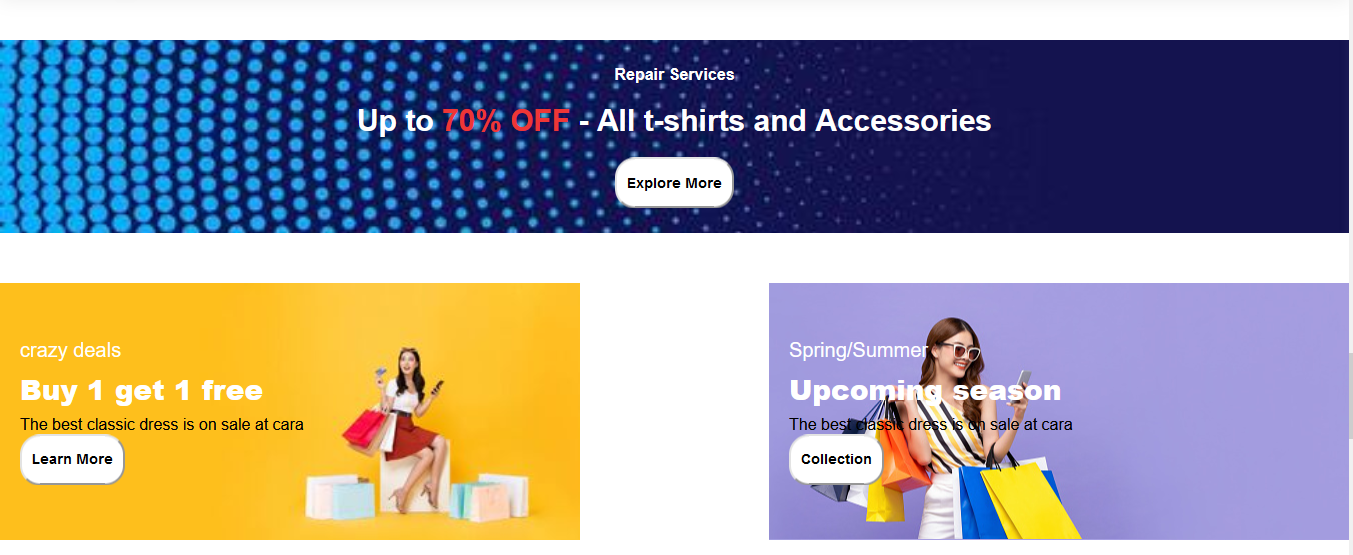 Repair Services
Up to 70% OFF - All t-shirts and Accessories
Explore More
crazy deals
Buy 1 get 1 free
The best classic dress is on sale at cara
Learn More
Spring/Summer
Upcoming season
The best classic dress is on sale at cara
Collection